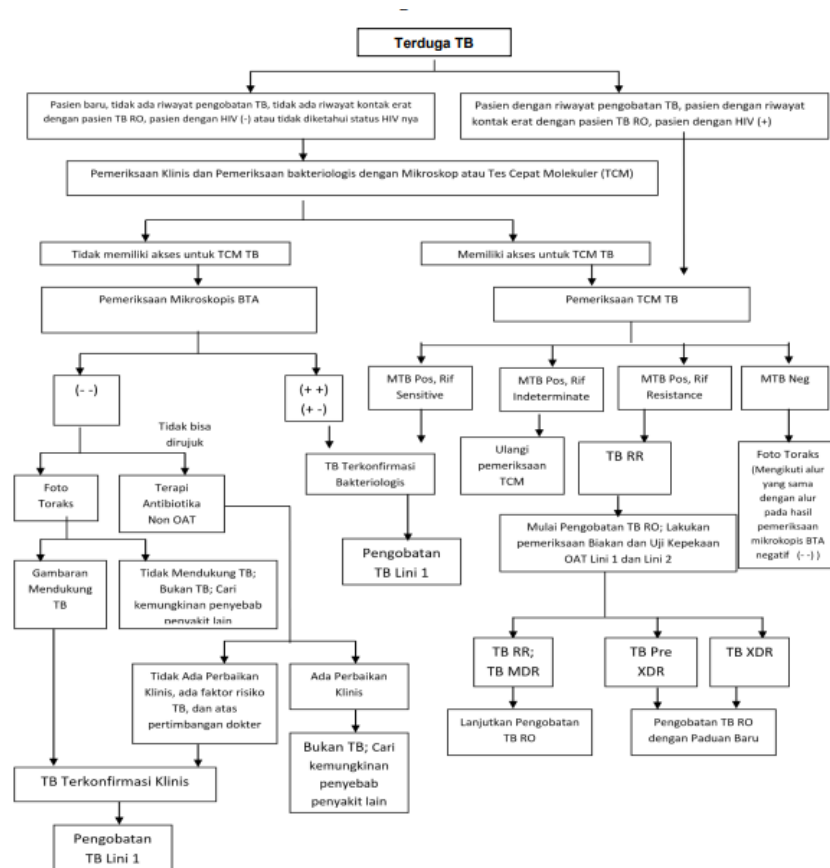 Terduga TB
Pasien baru, tidak ada riwayat pengobatan TB, tidak ada riwayat kontak erat
dengan pasien TB RO, pasien dengan HIV (-) atau tidak diketahui status HIV nya
Pasien dengan riwayat pengobatan TB, pasien dengan riwayat
kontak erat dengan pasien TB RO, pasien dengan HIV (+)
Pemeriksaan Klinis dan Pemeriksaan bakteriologis dengan Mikroskop atau Tes Cepat Molekuler (TCM)
Tidak memiliki akses untuk TCM TB
Memiliki akses untuk TCM TB
Pemeriksaan Mikroskopis BTA
Pemeriksaan TCM TB
(- -)
(+ +)
(+ -)
MTB Pos, Rif
Sensitive
MTB Pos, Rif
Indeterminate
MTB Pos, Rif
Resistance
MTB Neg
Tidak bisa
dirujuk
Foto
Toraks
Terapi
Antibiotika
Non OAT
TB Terkonfirmasi
Bakteriologis
Ulangi
pemeriksaan
TCM
TB RR
Foto Toraks
(Mengikuti alur
yang sama
dengan alur
pada hasil
pemeriksaan
mikrokopis BTA
negatif (- -) )
Pengobatan
TB Lini 1
Mulai Pengobatan TB RO; Lakukan
pemeriksaan Biakan dan Uji Kepekaan
OAT Lini 1 dan Lini 2
Gambaran
Mendukung
TB
Tidak Mendukung TB;
Bukan TB; Cari
kemungkinan penyebab
penyakit lain
Tidak Ada Perbaikan
Klinis, ada faktor risiko
TB, dan atas
pertimbangan dokter
Ada Perbaikan
Klinis
TB RR;
TB MDR
TB Pre
XDR
TB XDR
Lanjutkan Pengobatan
TB RO
Pengobatan TB RO
dengan Paduan Baru
Bukan TB; Cari
kemungkinan
penyebab
penyakit lain
TB Terkonfirmasi Klinis
Pengobatan
TB Lini 1